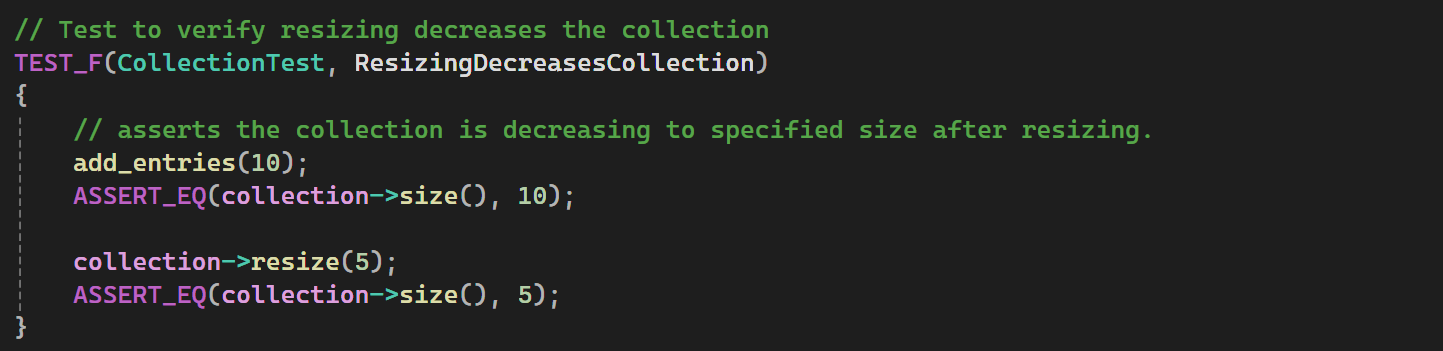 // Test to verify resizing decreases the collection
TEST_F(CollectionTest, ResizingDecreasesCollection)
{
// asserts the collection is decreasing to specified size after resizing.
add_entries(10);
ASSERT_EQ(collection->size(), 10);
collection->resize(5);
ASSERT_EQ(collection->size(), 5);
}